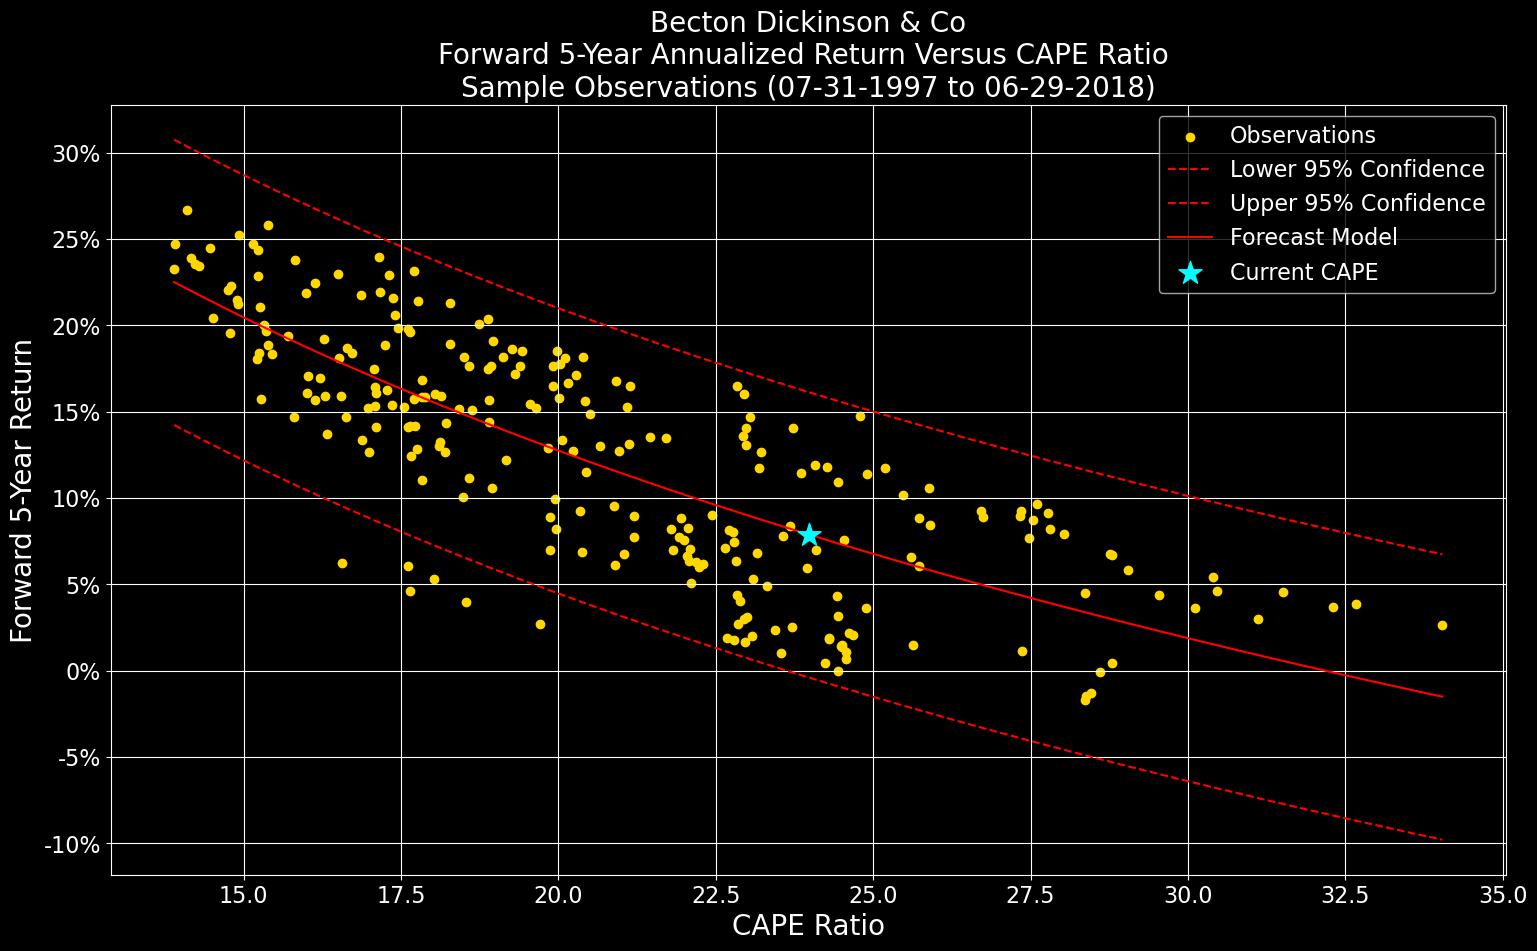 Becton Dickinson & Co
Forward 5-Year Annualized Return Versus CAPE Ratio
Sample Observations (07-31-1997 to 06-29-2018)
Observations
Lower 95% Confidence
Upper 95% Confidence
Forecast Model
Current CAPE
Forward 5-Year Return
30%
25%
20%
15%
10%
5%
0%
-5%
-10%
15.0 17.5 20.0 22.5 25.0 27.5 30.0 32.5 35.0
CAPE Ratio